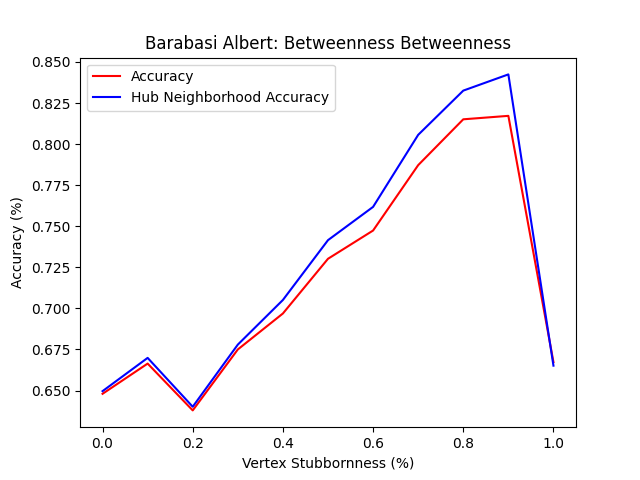 Barabasi Albert: Betweenness Betweenness
Accuracy
Hub Neighborhood Accuracy
Accuracy (%)
0.850
0.825
0.800
0.775
0.750
0.725
0.700
0.675
0.650
0.0 0.2 0.4 0.6 0.8 1.0
Vertex Stubbornness (%)